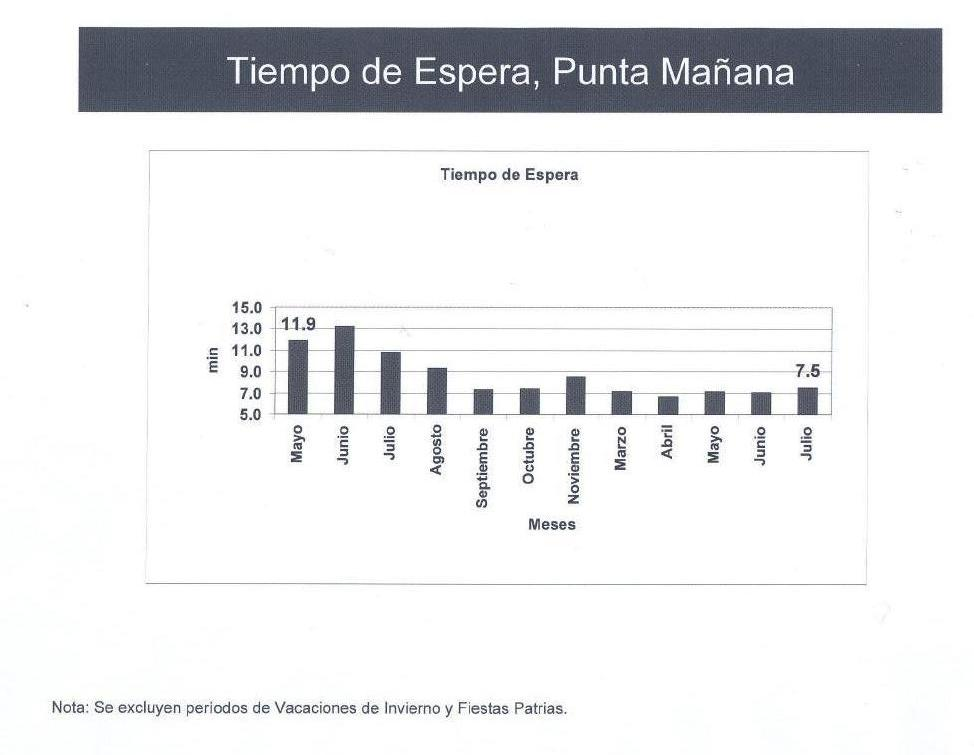 Tiempo de Espera, Punta Mañana
Tiempo de Espera
15.0
13.0
11.0
9.0
7.0
5.0
min
11.9
7.5
Mayo
Junio
Julio
Agosto
Septiembre
Octubre
Noviembre
Marzo
Abril
Mayo
Junio
Julio
Meses
Nota: Se excluyen periodos de Vacaciones de Invierno y Fiestas Patrias.